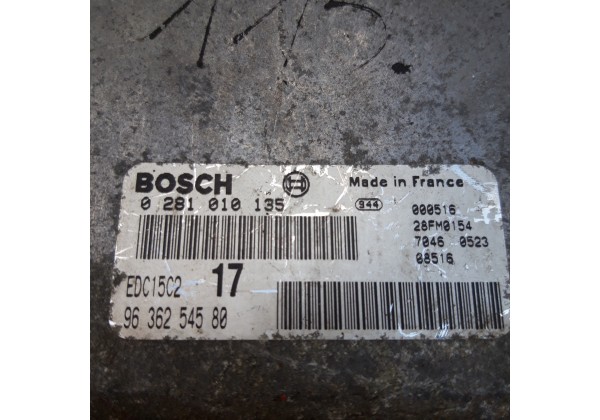 115.
BOSCH
0 281 010 135
Made in France
944
000516
28FM0154
7046 0523
08516
EDC15C2 17
96 362 545 80